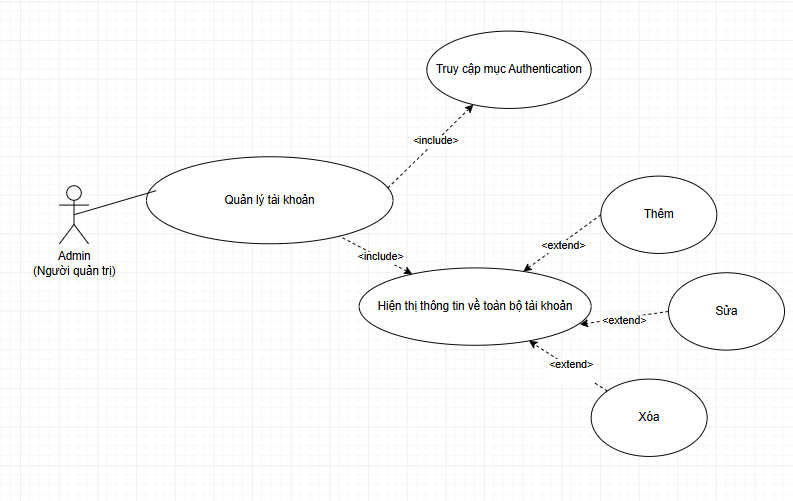 Truy cập mục Authentication
<include>
Quản lý tài khoản
Thêm
Admin
(Người quản trị)
<include>
<extend>
Hiện thị thông tin về toàn bộ tài khoản
Sửa
<extend>
<extend>
Xóa